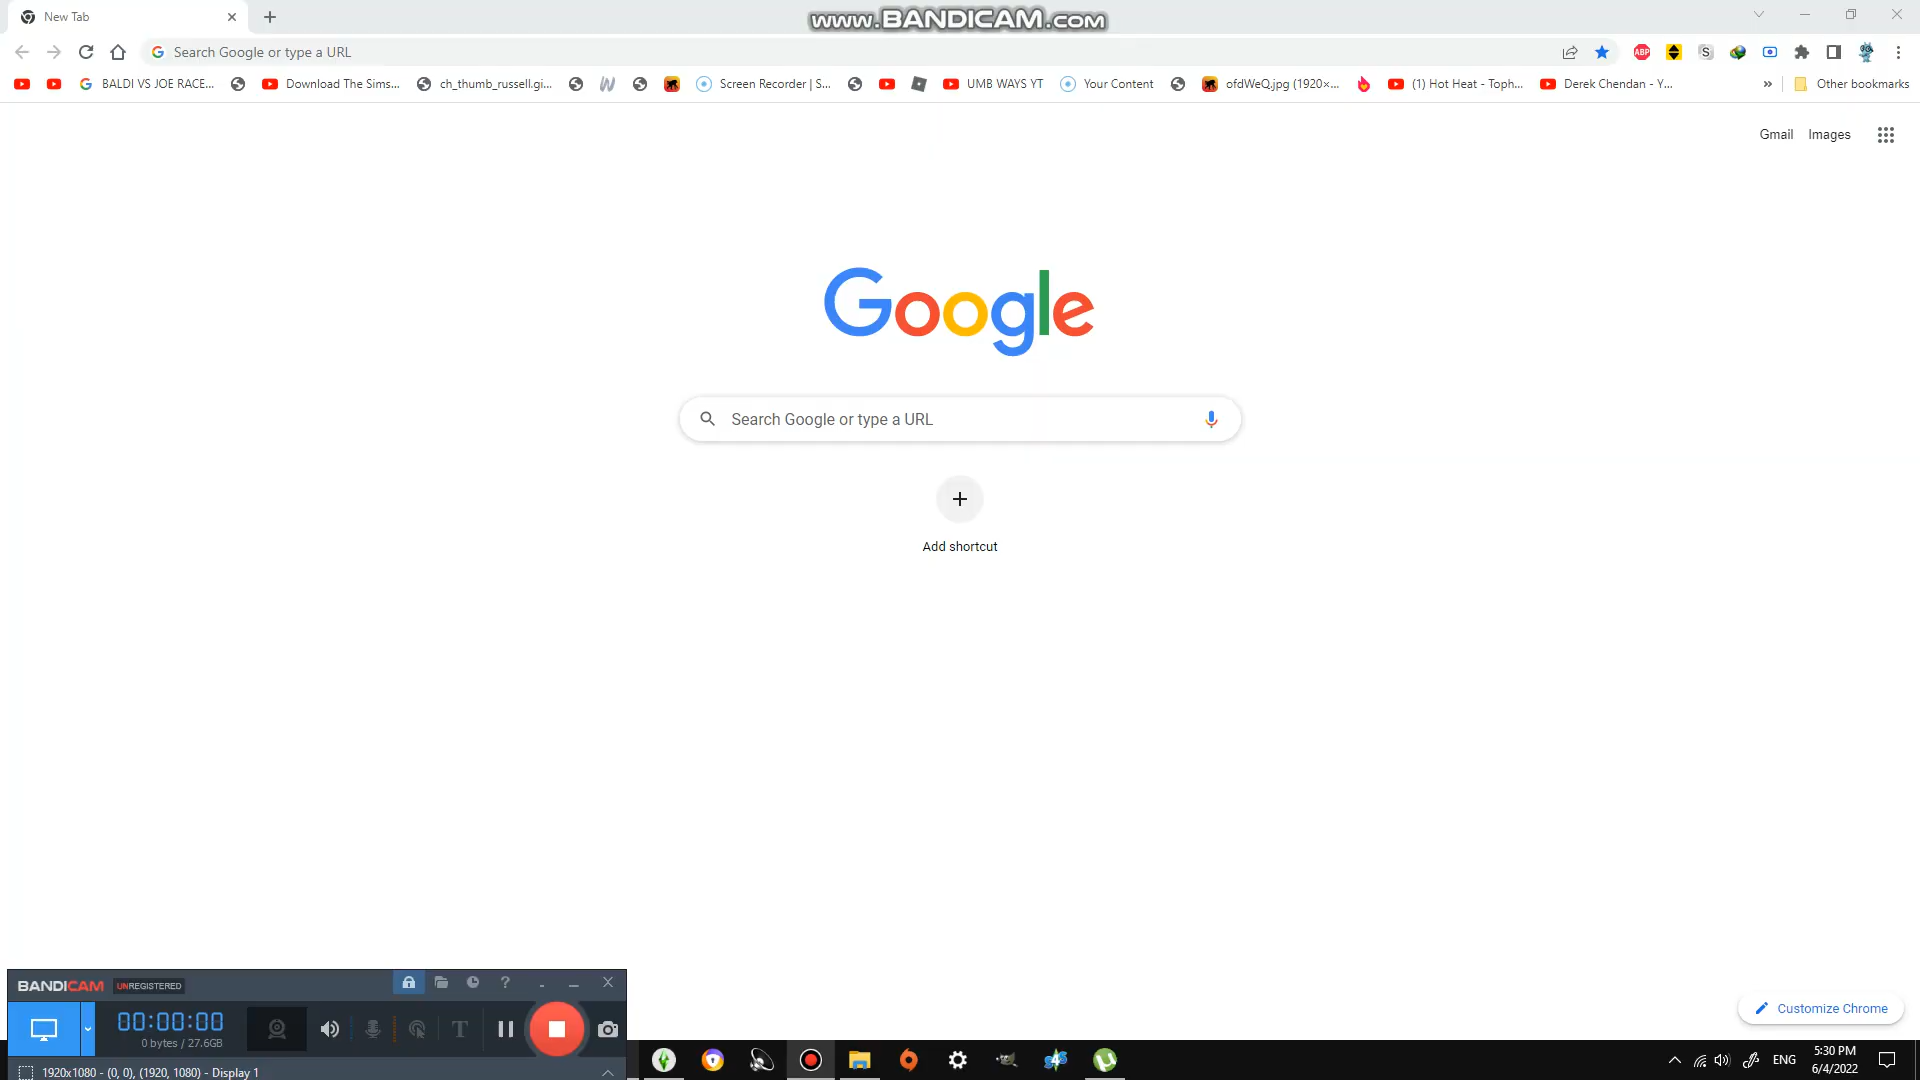 New Tab
www.BANDICAM.com
Search Google or type a URL
ABP
S
BALDI VS JOE RACE...
Download The Sims...
ch_thumb_russell.gi...
Screen Recorder | S...
UMB WAYS YT
Your Content
ofdWeQ.jpg (1920×...
(1) Hot Heat - Toph...
Derek Chendan - Y...
»
Other bookmarks
Gmail
Images
Google
Search Google or type a URL
Add shortcut
BANDICAM
UNREGISTERED
?
00:00:00
0 bytes / 27.6GB
T
1920x1080 - (0, 0), (1920, 1080) - Display 1
Customize Chrome
ENG
5:30 PM
6/4/2022